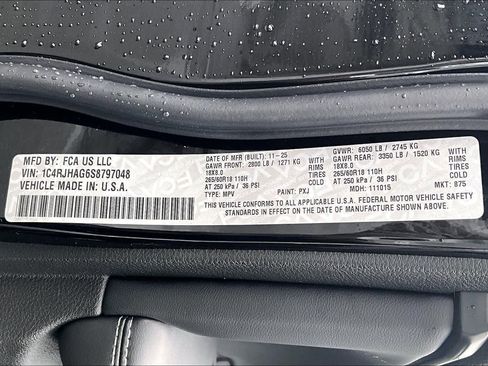 MFD BY: FCA US LLC
VIN: 1C4RJHAG6S8797048
VEHICLE MADE IN U.S.A.
DATE OF MFR (BUILT): 11-25 GVWR: 6050 LB / 2745 KG
GAWR FRONT: 2800 LB / 1271 KG GAWR REAR: 3350 LB / 1520 KG
18X8.0 RIMS 18X8.0 RIMS
265/60R18 110H TIRES 265/60R18 110H TIRES
AT 250 kPa / 36 PSI COLD AT 250 kPa / 36 PSI COLD
TYPE: MPV PAINT: PXJ MDH: 111015 MKT: 875
THIS VEHICLE CONFORMS TO ALL APPLICABLE U.S.A. FEDERAL MOTOR VEHICLE SAFETY
STANDARDS IN EFFECT ON THE DATE OF MANUFACTURE SHOWN ABOVE.